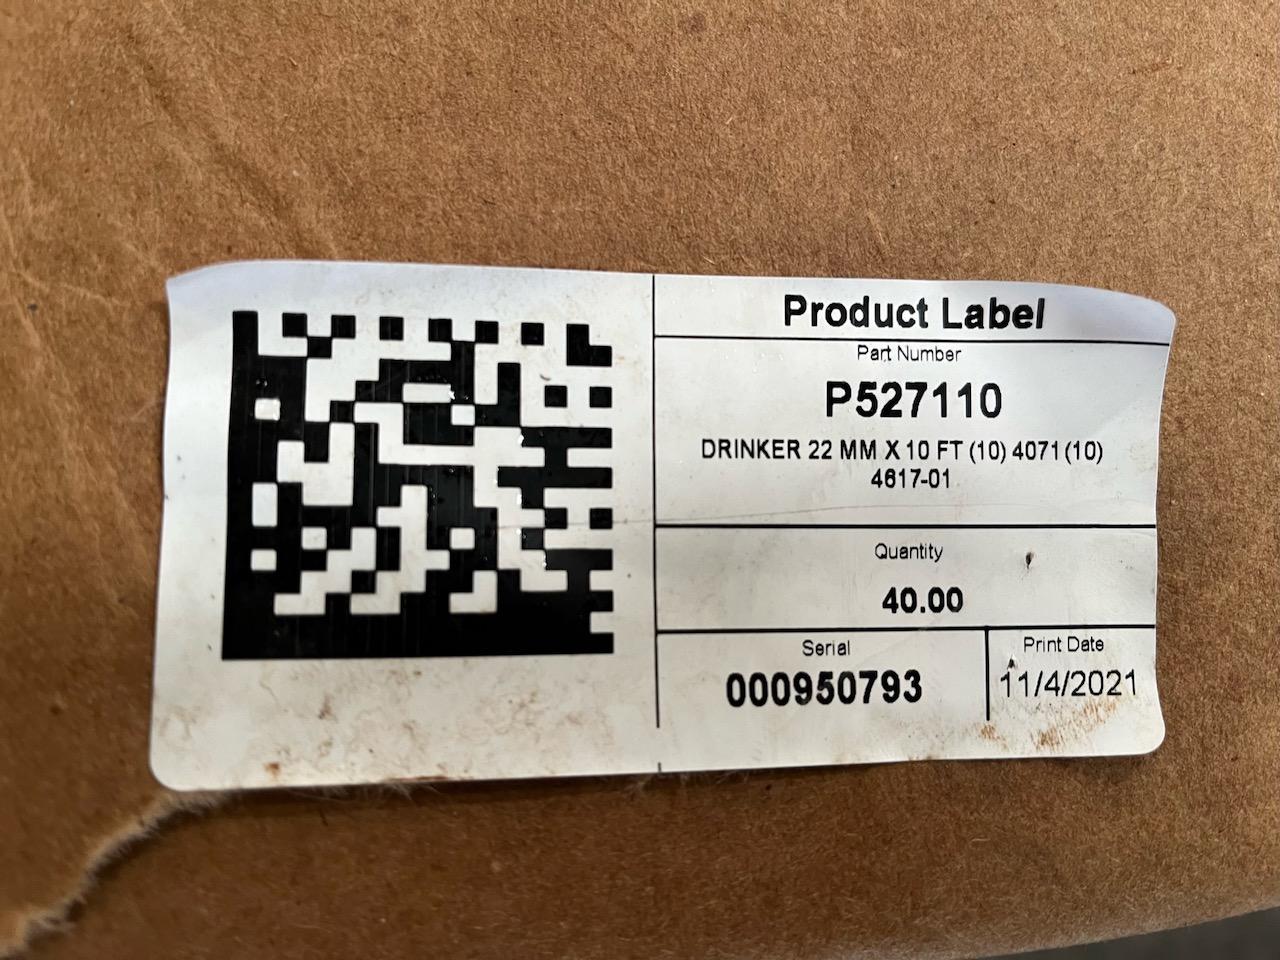 Product Label
Part Number
P527110
DRINKER 22 MM X 10 FT (10) 4071 (10)
4617-01
Quantity
40.00
Serial
000950793
Print Date
11/4/2021